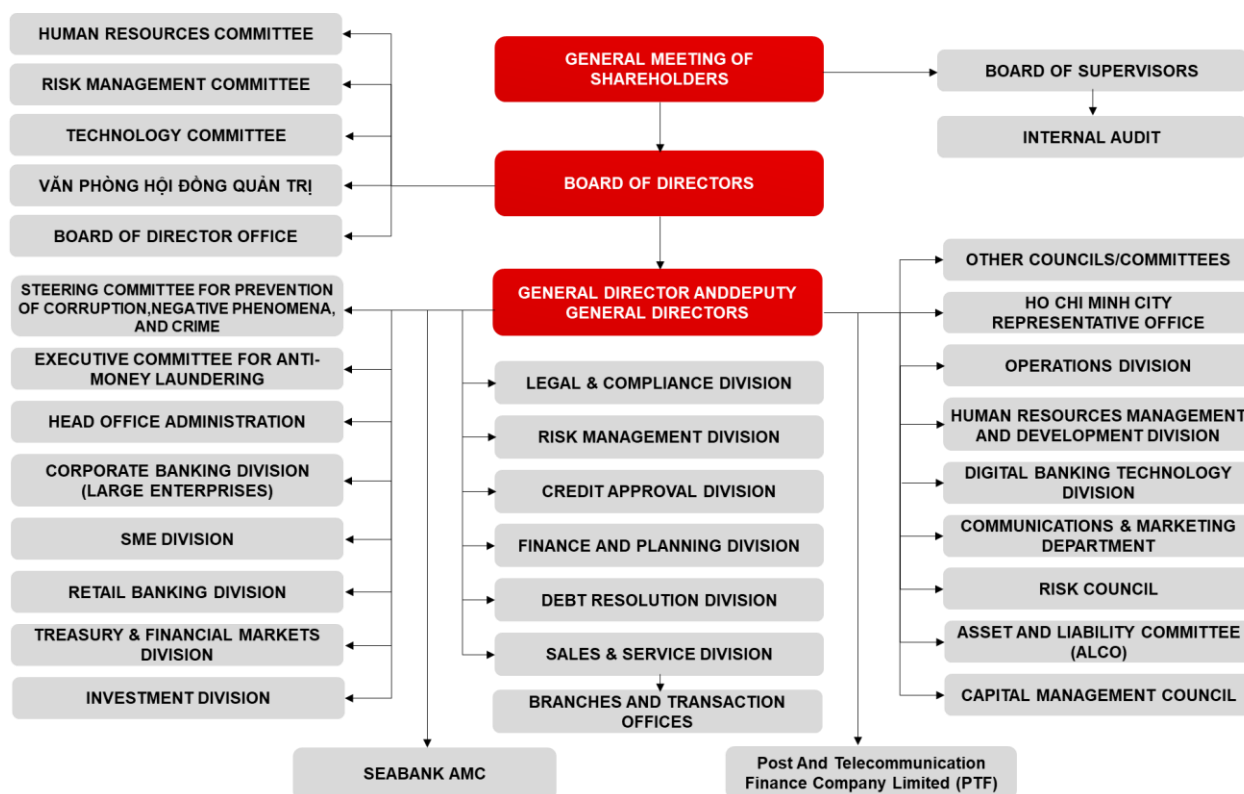 HUMAN RESOURCES COMMITTEE
RISK MANAGEMENT COMMITTEE
TECHNOLOGY COMMITTEE
VĂN PHÒNG HỘI ĐỒNG QUẢN TRỊ
BOARD OF DIRECTOR OFFICE
GENERAL MEETING OF
SHAREHOLDERS
BOARD OF SUPERVISORS
INTERNAL AUDIT
BOARD OF DIRECTORS
GENERAL DIRECTOR ANDDEPUTY
GENERAL DIRECTORS
STEERING COMMITTEE FOR PREVENTION
OF CORRUPTION,NEGATIVE PHENOMENA,
AND CRIME
EXECUTIVE COMMITTEE FOR ANTI-
MONEY LAUNDERING
HEAD OFFICE ADMINISTRATION
CORPORATE BANKING DIVISION
(LARGE ENTERPRISES)
SME DIVISION
RETAIL BANKING DIVISION
TREASURY & FINANCIAL MARKETS
DIVISION
INVESTMENT DIVISION
LEGAL & COMPLIANCE DIVISION
RISK MANAGEMENT DIVISION
CREDIT APPROVAL DIVISION
FINANCE AND PLANNING DIVISION
DEBT RESOLUTION DIVISION
SALES & SERVICE DIVISION
BRANCHES AND TRANSACTION
OFFICES
OTHER COUNCILS/COMMITTEES
HO CHI MINH CITY
REPRESENTATIVE OFFICE
OPERATIONS DIVISION
HUMAN RESOURCES MANAGEMENT
AND DEVELOPMENT DIVISION
DIGITAL BANKING TECHNOLOGY
DIVISION
COMMUNICATIONS & MARKETING
DEPARTMENT
RISK COUNCIL
ASSET AND LIABILITY COMMITTEE
(ALCO)
CAPITAL MANAGEMENT COUNCIL
SEABANK AMC
Post And Telecommunication
Finance Company Limited (PTF)